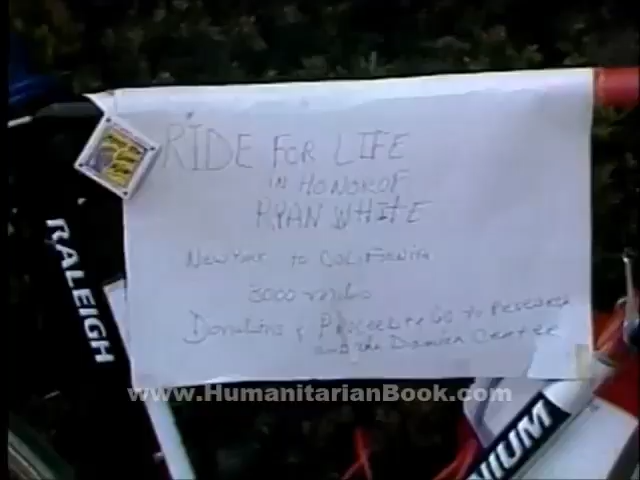 RIDE FOR LIFE
IN HONOR OF
RYAN WHITE
New York to California
3000 miles
Donations & Proceeds Go to Research
and the Damien Center
RALEIGH
www.HumanitarianBook.com
NIUM